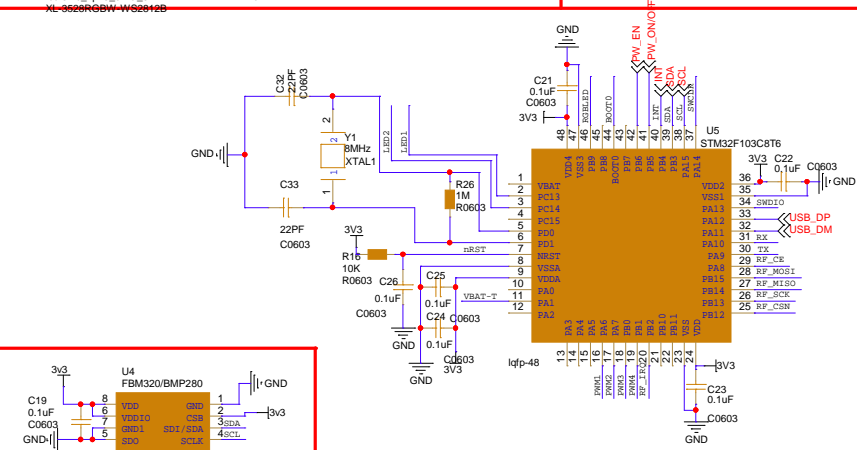 XL-3528RGBW-WS2812B
GND
PW_EN
PW_ON/OFF
INT
SDA
SCL
C21
0.1uF
C0603
3V3
RGBLED
BOOT0
INT
SDA
SCL
SWCLK
48
47
46
45
44
43
42
41
40
39
38
37
U5
STM32F103C8T6
VDD4
VSS3
PB9
PB8
BOOT0
PB7
PB6
PB5
PB4
PB3
PA15
PA14
C32
22PF
C0603
GND
2
2
Y1
8MHz
XTAL1
1
1
LED2
LED1
C33
22PF
C0603
R26
1M
R0603
3V3
R16
10K
R0603
nRST
C26
0.1uF
C0603
GND
C25
0.1uF
C24
C0603
0.1uF
C0603
GND
3V3
VBAT-T
1 VBAT
2 PC13
3 PC14
4 PC15
5 PD0
6 PD1
7 NRST
8 VSSA
9 VDDA
10 PA0
11 PA1
12 PA2
VDD2 36
VSS1 35
PA13 34 SWDIO
PA12 33 USB_DP
PA11 32 USB_DM
PA10 31 RX
PA9 30 TX
PA8 29 RF_CE
PB15 28 RF_MOSI
PB14 27 RF_MISO
PB13 26 RF_SCK
PB12 25 RF_CSN
3V3
C22
0.1uF
C0603
GND
PA3
PA4
PA5
PA6
PA7
PB0
PB1
PB2
PB10
PB11
VSS
VDD
lqfp-48
13
14
15
16
17
18
19
20
21
22
23
24
PWM1
PWM2
PWM3
PWM4
RF_IRQ
3V3
C23
0.1uF
C0603
GND
3v3
U4
FBM320/BMP280
C19
0.1uF
C0603
GND
8 VDD
6 VDDIO
7 GND1
5 SDO
GND 1
CSB 2
SDI/SDA 3 SDA
SCLK 4 SCL
GND
3v3